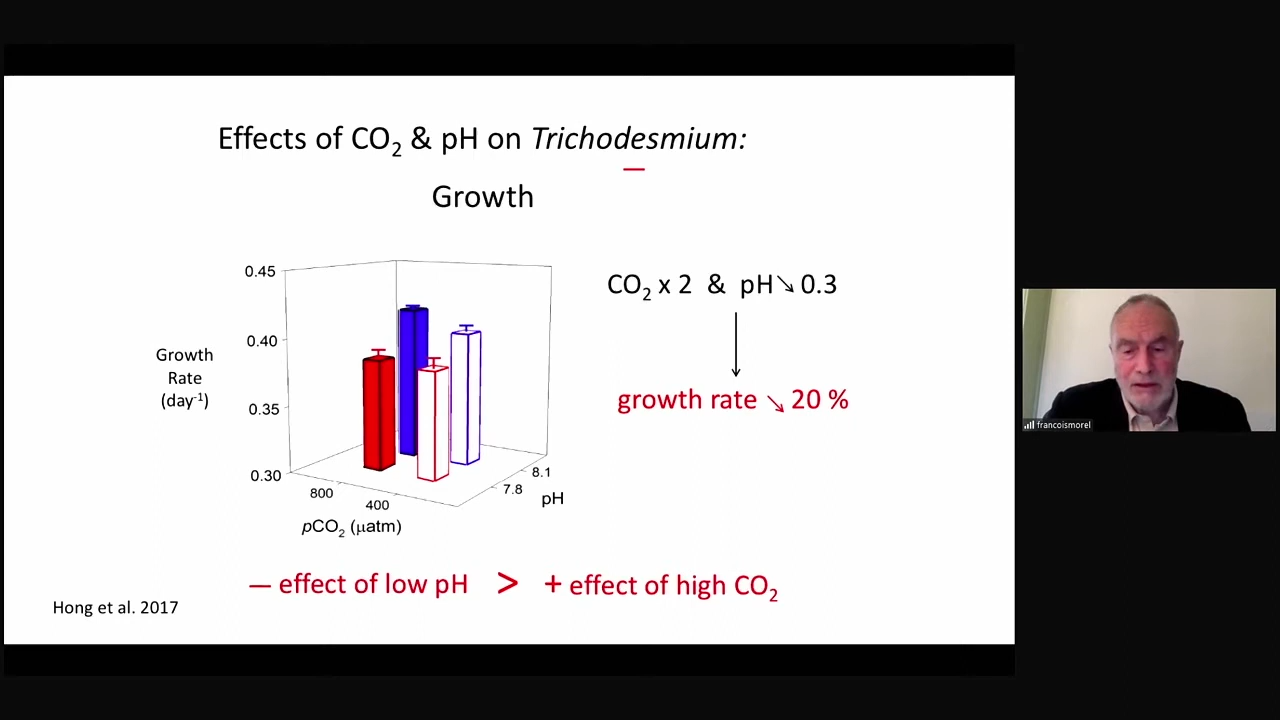 Effects of CO₂ & pH on Trichodesmium:
Growth
0.45
0.40
0.35
0.30
Growth
Rate
(day⁻¹)
800
400
pCO₂ (µatm)
8.1
7.8
pH
CO₂ x 2 & pH↘0.3
growth rate ↘ 20 %
— effect of low pH > + effect of high CO₂
Hong et al. 2017
francoismorel